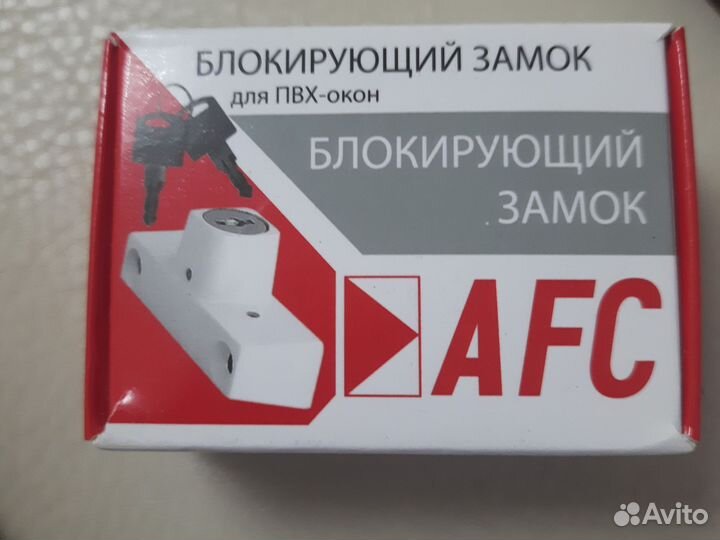 БЛОКИРУЮЩИЙ ЗАМОК
для ПВХ-окон
БЛОКИРУЮЩИЙ
ЗАМОК
AFC
Avito